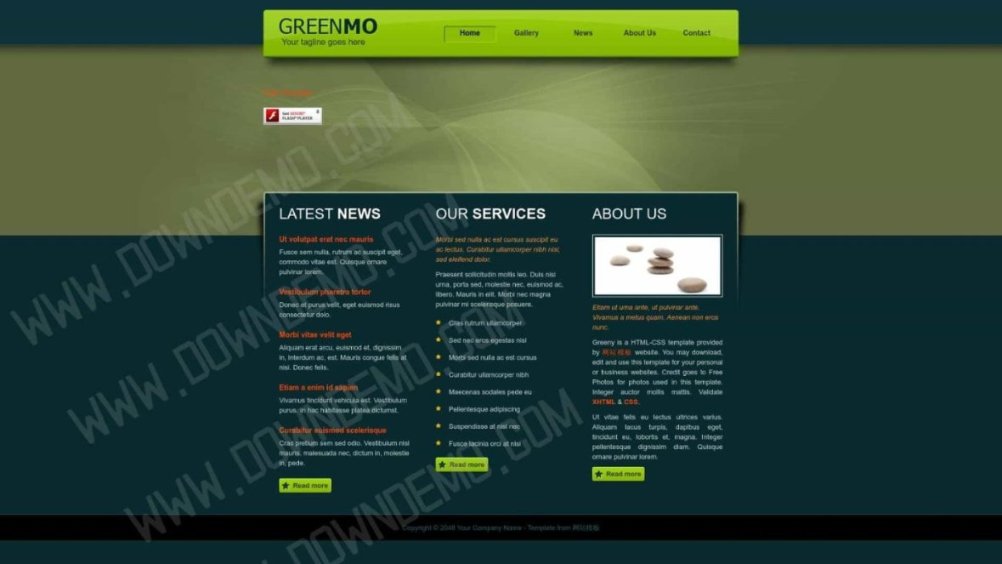 GREENMO
Your tagline goes here
Home
Gallery
News
About Us
Contact
LATEST NEWS
Ut volutpat erat nec mauris
Fusce sem nulla, rutrum ac suscipit eget,
commodo vitae est. Quisque ornare
pulvinar lorem.
Vestibulum pharetra tortor
Donec et purus velit, eget euismod risus
consectetur dolo.
Morbi vitae velit eget
Aliquam erat arcu, euismod et, dignissim
in, interdum ac, est. Mauris congue felis at
nisi. Donec felis.
Etiam a enim id sapien
Vivamus tincidunt vehicula est. Vestibulum
purus. In hac habitasse platea dictumst.
Curabitur euismod scelerisque
Cras pretium sem sed odio. Vestibulum nisl
mauris, malesuada nec, dictum in, molestie
in, pede.
Read more
OUR SERVICES
Morbi sed nulla ac est cursus suscipit eu
ac lectus. Curabitur ullamcorper nibh nisi,
sed eleifend dolor.
Praesent sollicitudin mollis leo. Duis nisi
urna, porta sed, molestie nec, euismod ac,
libero. Mauris in elit. Morbi nec magna
pulvinar mi scelerisque posuere.
Cras rutrum ullamcorper
Sed nec eros egestas nisl
Morbi sed nulla ac est cursus
Curabitur ullamcorper nibh
Maecenas sodales pede eu
Pellentesque adipiscing
Suspendisse at nisi nec
Fusce lacinia orci at nisi
Read more
ABOUT US
Etiam ut urna ante, ut pulvinar ante.
Vivamus a metus quam. Aenean non eros
nunc.
Greeny is a HTML-CSS template provided
by 网站模板 website. You may download,
edit and use this template for your personal
or business websites. Credit goes to Free
Photos for photos used in this template.
Integer auctor mollis mattis. Validate
XHTML & CSS.
Ut vitae felis eu lectus ultrices varius.
Aliquam lacus turpis, dapibus eget,
tincidunt eu, lobortis et, magna. Integer
pellentesque dignissim diam. Quisque
ornare pulvinar lorem.
Read more
Copyright © 2048 Your Company Name - Template from 网站模板
WWW.DOWNDEMO.COM
WWW.DOWNDEMO.COM
WWW.DOWNDEMO.COM